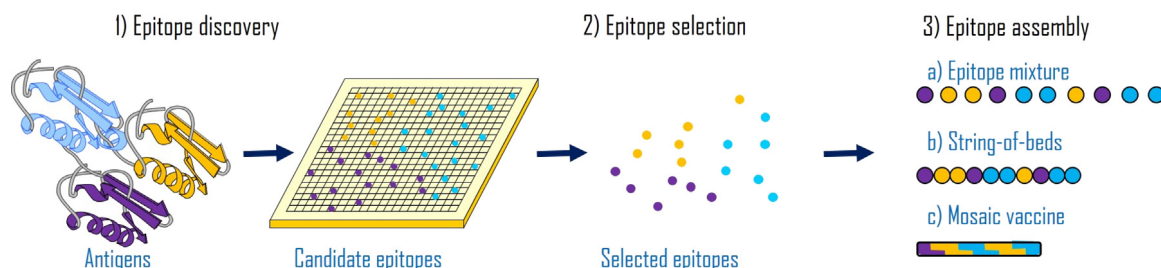 1) Epitope discovery
2) Epitope selection
3) Epitope assembly
a) Epitope mixture
b) String-of-beds
c) Mosaic vaccine
Antigens
Candidate epitopes
Selected epitopes